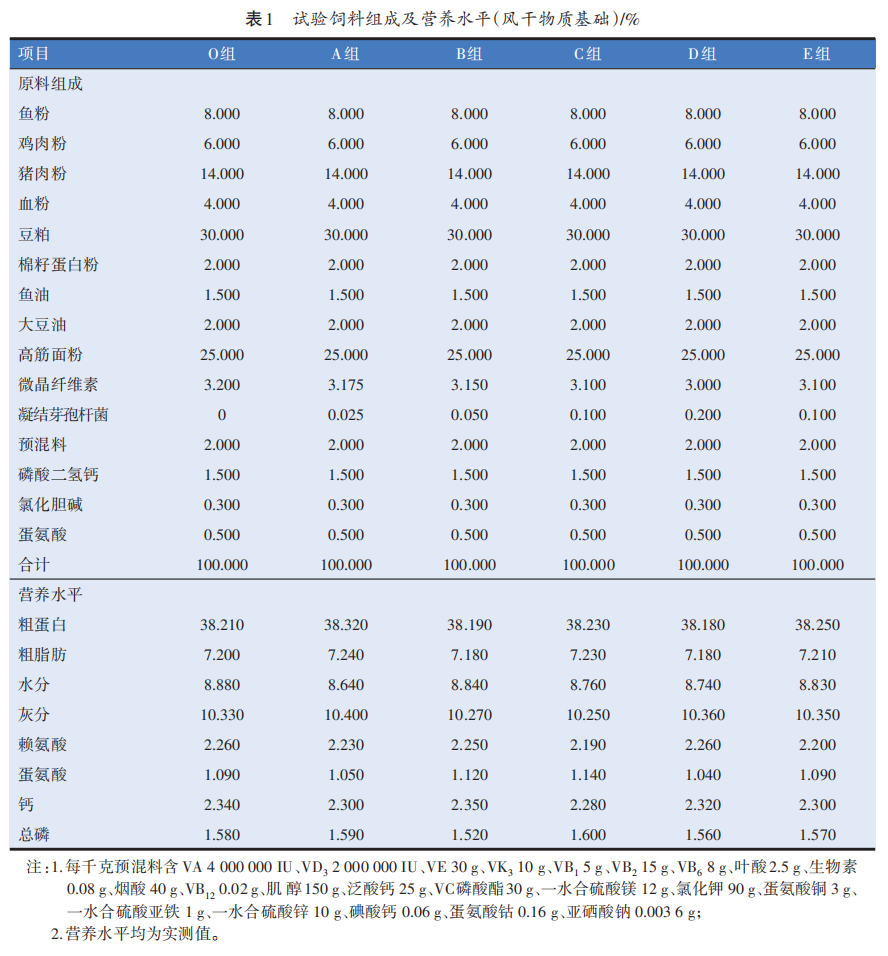 表1 试验饲料组成及营养水平(风干物质基础)/%
项目 O组 A组 B组 C组 D组 E组
原料组成
鱼粉 8.000 8.000 8.000 8.000 8.000 8.000
鸡肉粉 6.000 6.000 6.000 6.000 6.000 6.000
猪肉粉 14.000 14.000 14.000 14.000 14.000 14.000
血粉 4.000 4.000 4.000 4.000 4.000 4.000
豆粕 30.000 30.000 30.000 30.000 30.000 30.000
棉籽蛋白粉 2.000 2.000 2.000 2.000 2.000 2.000
鱼油 1.500 1.500 1.500 1.500 1.500 1.500
大豆油 2.000 2.000 2.000 2.000 2.000 2.000
高筋面粉 25.000 25.000 25.000 25.000 25.000 25.000
微晶纤维素 3.200 3.175 3.150 3.100 3.000 3.100
凝结芽孢杆菌 0 0.025 0.050 0.100 0.200 0.100
预混料 2.000 2.000 2.000 2.000 2.000 2.000
磷酸二氢钙 1.500 1.500 1.500 1.500 1.500 1.500
氯化胆碱 0.300 0.300 0.300 0.300 0.300 0.300
蛋氨酸 0.500 0.500 0.500 0.500 0.500 0.500
合计 100.000 100.000 100.000 100.000 100.000 100.000
营养水平
粗蛋白 38.210 38.320 38.190 38.230 38.180 38.250
粗脂肪 7.200 7.240 7.180 7.230 7.180 7.210
水分 8.880 8.640 8.840 8.760 8.740 8.830
灰分 10.330 10.400 10.270 10.250 10.360 10.350
赖氨酸 2.260 2.230 2.250 2.190 2.260 2.200
蛋氨酸 1.090 1.050 1.120 1.140 1.040 1.090
钙 2.340 2.300 2.350 2.280 2.320 2.300
总磷 1.580 1.590 1.520 1.600 1.560 1.570
注:1.每千克预混料含VA 4 000 000 IU、VD₃ 2 000 000 IU、VE 30 g、VK₃ 10 g、VB₁ 5 g、VB₂ 15 g、VB₆ 8 g、叶酸2.5 g、生物素
0.08 g、烟酸 40 g、VB₁₂ 0.02 g、肌醇150 g、泛酸钙 25 g、VC磷酸酯30 g、一水合硫酸镁 12 g、氯化钾 90 g、蛋氨酸铜 3 g、
一水合硫酸亚铁 1 g、一水合硫酸锌 10 g、碘酸钙 0.06 g、蛋氨酸钴 0.16 g、亚硒酸钠 0.003 6 g;
2.营养水平均为实测值。